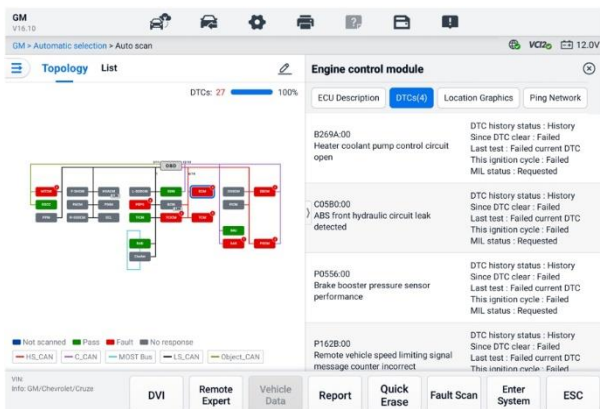 GM
V16.10
GM > Automatic selection > Auto scan
VCI2
12.0V
Topology
List
DTCs: 27
100%
OBD
Not scanned
Pass
Fault
No response
HS_CAN
C_CAN
MOST Bus
LS_CAN
Object_CAN
Engine control module
ECU Description
DTCs(4)
Location Graphics
Ping Network
B269A:00
Heater coolant pump control circuit
open
DTC history status : History
Since DTC clear : Failed
Last test : Failed current DTC
This ignition cycle : Failed
MIL status : Requested
C05B0:00
ABS front hydraulic circuit leak
detected
DTC history status : History
Since DTC clear : Failed
Last test : Failed current DTC
This ignition cycle : Failed
MIL status : Requested
P0556:00
Brake booster pressure sensor
performance
DTC history status : History
Since DTC clear : Failed
Last test : Failed current DTC
This ignition cycle : Failed
MIL status : Requested
P162B:00
Remote vehicle speed limiting signal
message counter incorrect
DTC history status : History
Since DTC clear : Failed
Last test : Failed current DTC
This ignition cycle : Failed
VIN
Info: GM/Chevrolet/Cruze
DVI
Remote
Expert
Vehicle
Data
Report
Quick
Erase
Fault Scan
Enter
System
ESC